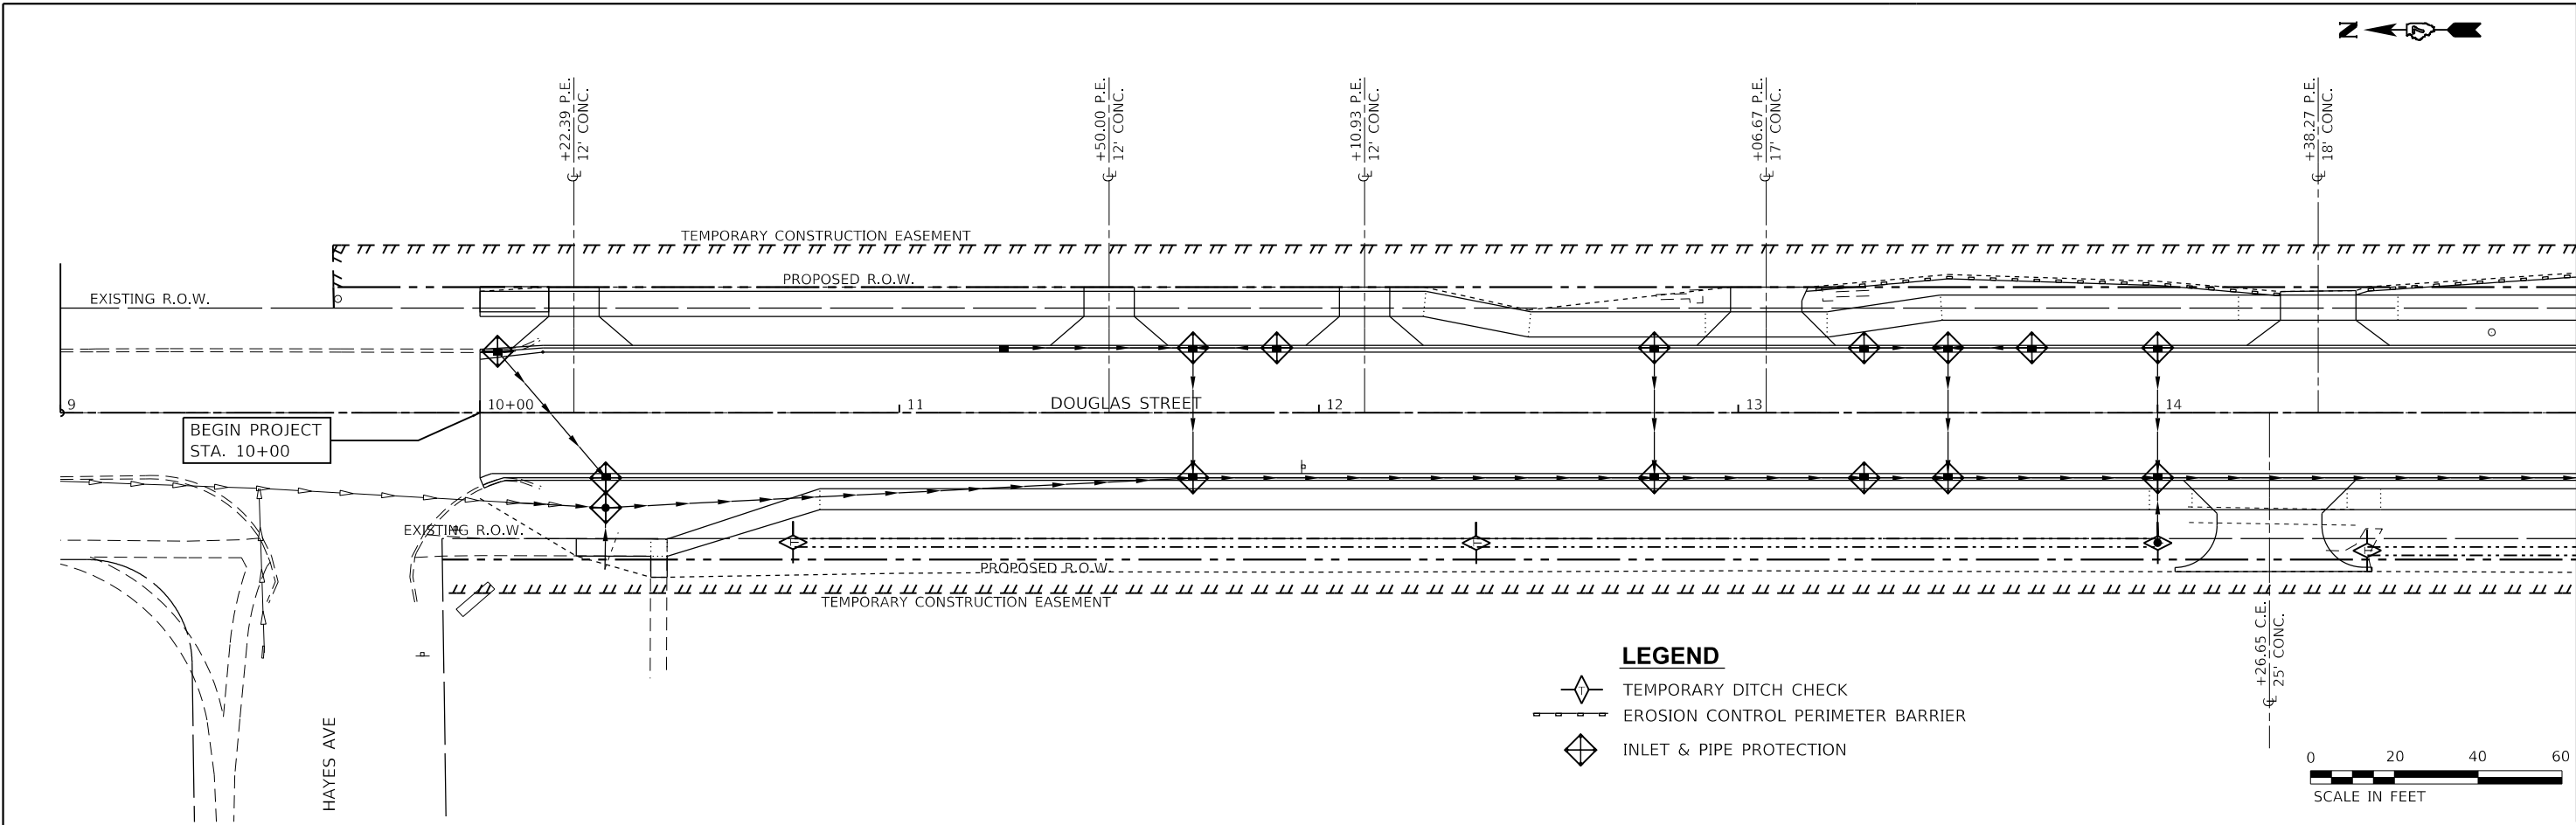 N
+22.39 P.E.
12' CONC.
+50.00 P.E.
12' CONC.
+10.93 P.E.
12' CONC.
+06.67 P.E.
17' CONC.
+38.27 P.E.
18' CONC.
℄
℄
℄
℄
℄
TEMPORARY CONSTRUCTION EASEMENT
PROPOSED R.O.W.
EXISTING R.O.W.
9
10+00
11
DOUGLAS STREET
12
13
14
BEGIN PROJECT
STA. 10+00
EXISTING R.O.W.
17
PROPOSED R.O.W.
TEMPORARY CONSTRUCTION EASEMENT
℄ +26.65 C.E.
25' CONC.
HAYES AVE
LEGEND
T TEMPORARY DITCH CHECK
EROSION CONTROL PERIMETER BARRIER
INLET & PIPE PROTECTION
0 20 40 60
SCALE IN FEET